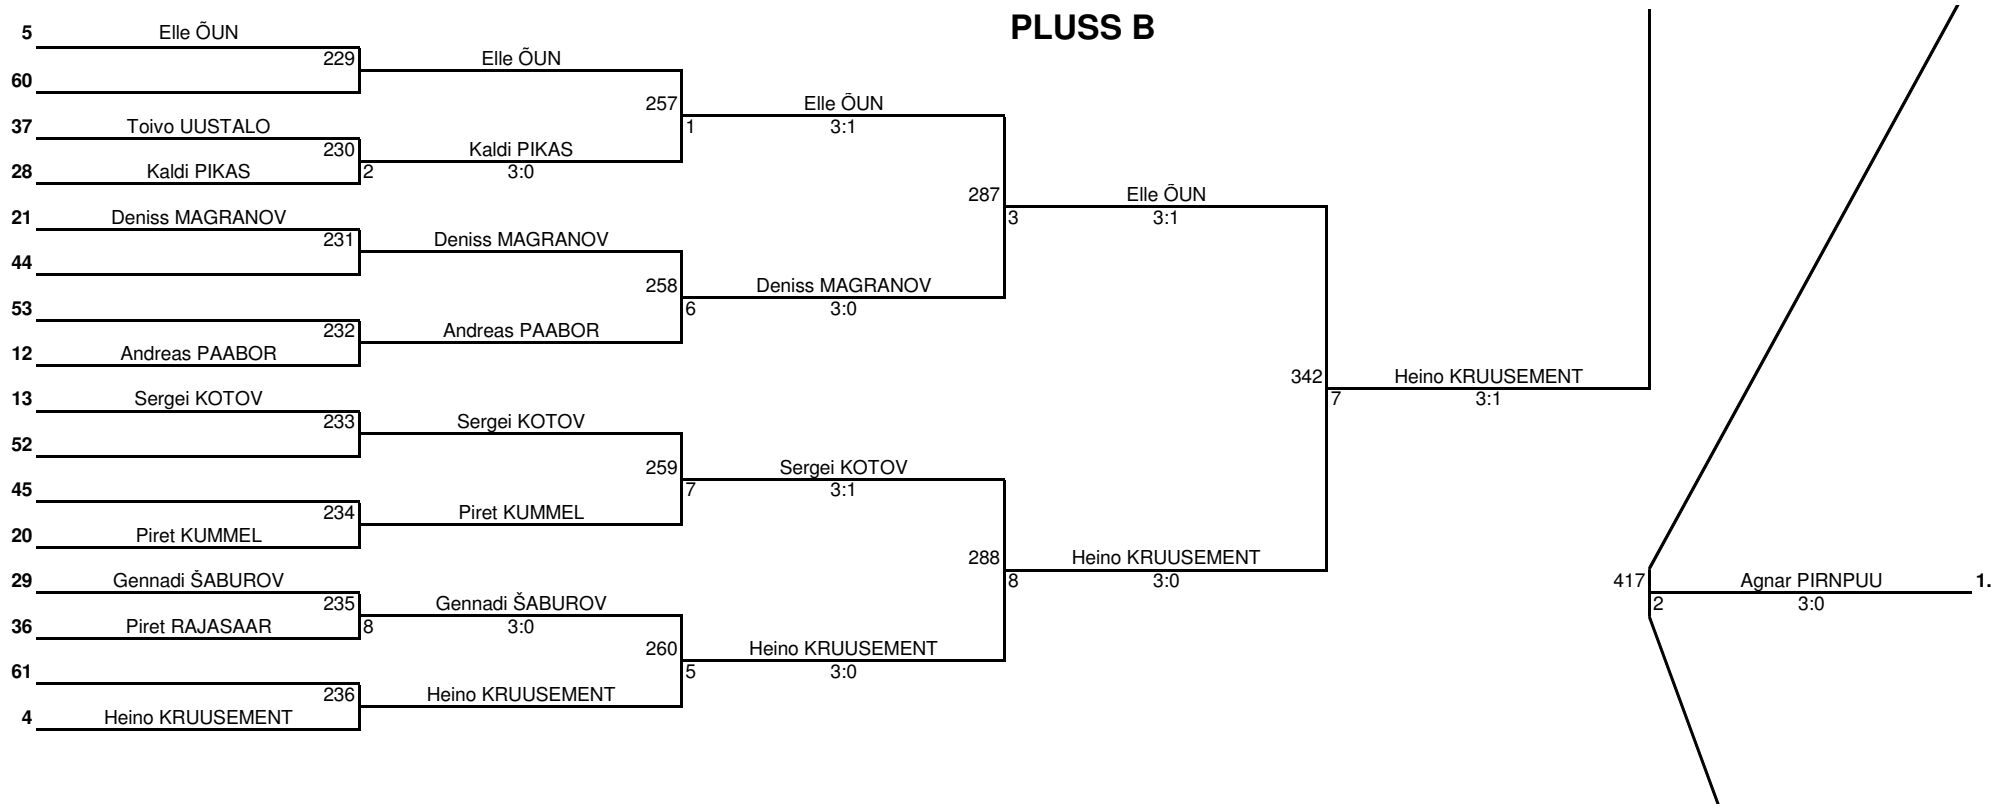 PLUSS B
5 Elle ÕUN
229 Elle ÕUN
60
257 Elle ÕUN
37 Toivo UUSTALO 1 3:1
230 Kaldi PIKAS
28 Kaldi PIKAS 2 3:0
287 Elle ÕUN
21 Deniss MAGRANOV 3 3:1
231 Deniss MAGRANOV
44
258 Deniss MAGRANOV
53 6 3:0
232 Andreas PAABOR
12 Andreas PAABOR
342 Heino KRUUSEMENT
13 Sergei KOTOV 7 3:1
233 Sergei KOTOV
52
259 Sergei KOTOV
45 7 3:1
234 Piret KUMMEL
20 Piret KUMMEL
288 Heino KRUUSEMENT
29 Gennadi ŠABUROV 8 3:0
417 Agnar PIRNPUU 1.
235 Gennadi ŠABUROV 2 3:0
36 Piret RAJASAAR 8 3:0
260 Heino KRUUSEMENT
61 5 3:0
236 Heino KRUUSEMENT
4 Heino KRUUSEMENT